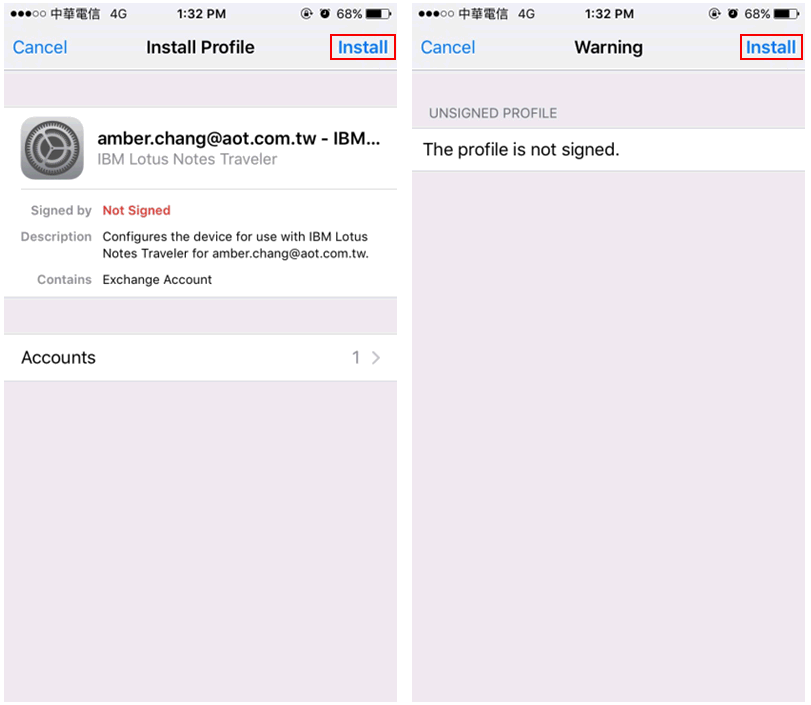 中華電信 4G 1:32 PM 68%
Cancel Install Profile Install
amber.chang@aot.com.tw - IBM...
IBM Lotus Notes Traveler
Signed by Not Signed
Description Configures the device for use with IBM Lotus
Notes Traveler for amber.chang@aot.com.tw.
Contains Exchange Account
Accounts 1
中華電信 4G 1:32 PM 68%
Cancel Warning Install
UNSIGNED PROFILE
The profile is not signed.